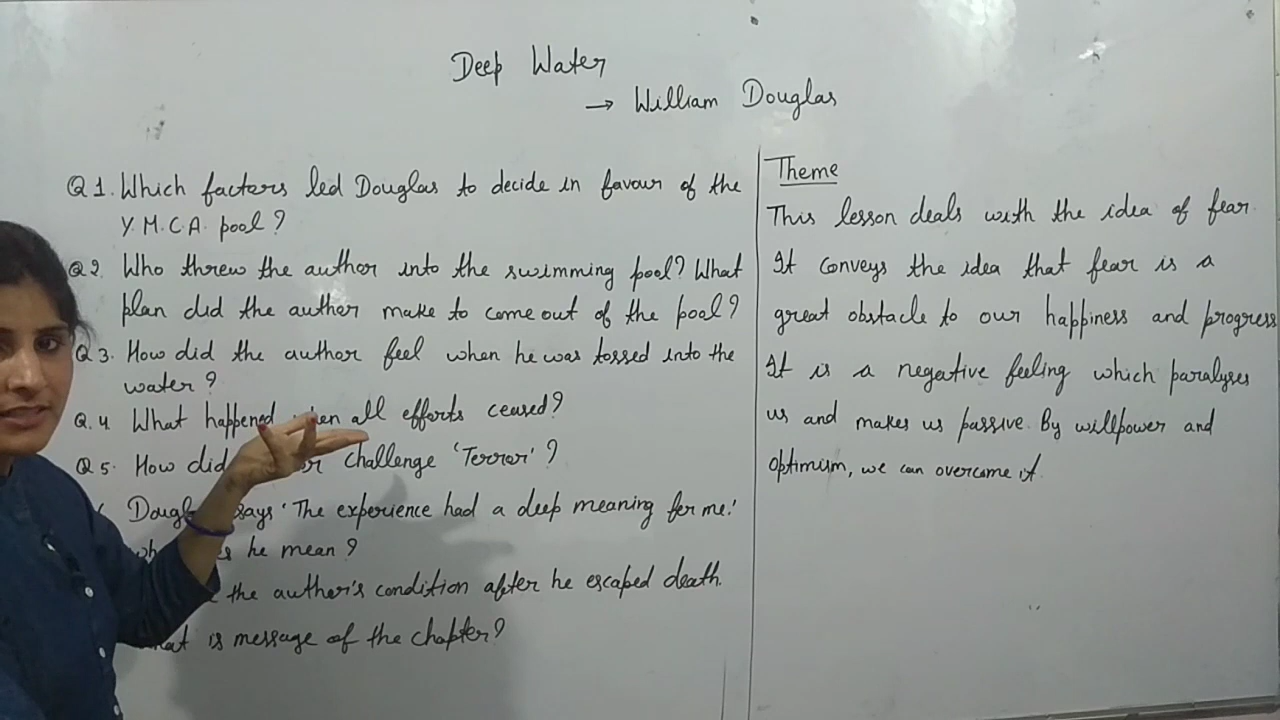 Deep Water
→ William Douglas
Q 1. Which factors led Douglas to decide in favour of the
Y.M.C.A. pool?
Q 2. Who threw the author into the swimming pool? What
plan did the author make to come out of the pool?
Q 3. How did the author feel when he was tossed into the
water?
Q. 4. What happened all efforts ceased?
Q 5. How did challenge 'Terror'?
says 'The experience had a deep meaning for me.'
he mean?
the author's condition after he escaped death.
is message of the chapter?
Theme
This lesson deals with the idea of fear.
It conveys the idea that fear is a
great obstacle to our happiness and progress
It is a negative feeling which paralyses
us and makes us passive. By willpower and
optimism, we can overcome it.